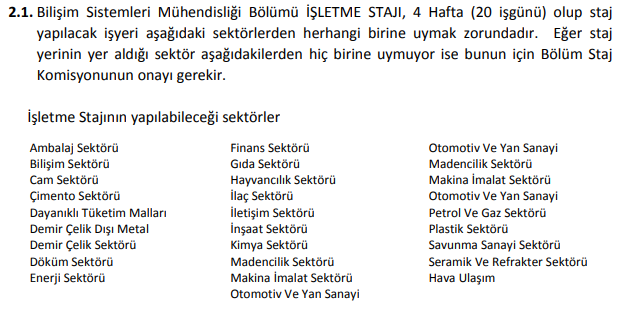 2.1. Bilişim Sistemleri Mühendisliği Bölümü İŞLETME STAJI, 4 Hafta (20 işgünü) olup staj
yapılacak işyeri aşağıdaki sektörlerden herhangi birine uymak zorundadır. Eğer staj
yerinin yer aldığı sektör aşağıdakilerden hiç birine uymuyor ise bunun için Bölüm Staj
Komisyonunun onayı gerekir.
İşletme Stajının yapılabileceği sektörler
Ambalaj Sektörü
Bilişim Sektörü
Cam Sektörü
Çimento Sektörü
Dayanıklı Tüketim Malları
Demir Çelik Dışı Metal
Demir Çelik Sektörü
Döküm Sektörü
Enerji Sektörü
Finans Sektörü
Gıda Sektörü
Hayvancılık Sektörü
İlaç Sektörü
İletişim Sektörü
İnşaat Sektörü
Kimya Sektörü
Madencilik Sektörü
Makina İmalat Sektörü
Otomotiv Ve Yan Sanayi
Otomotiv Ve Yan Sanayi
Madencilik Sektörü
Makina İmalat Sektörü
Otomotiv Ve Yan Sanayi
Petrol Ve Gaz Sektörü
Plastik Sektörü
Savunma Sanayi Sektörü
Seramik Ve Refrakter Sektörü
Hava Ulaşım